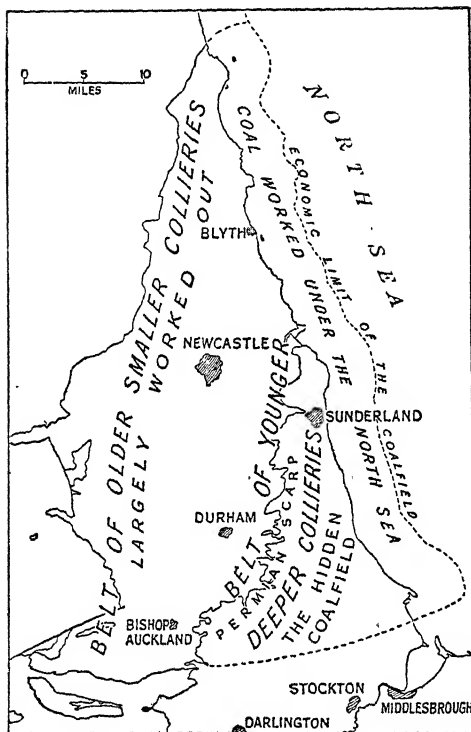 0 5 10
MILES
NORTH SEA
COAL WORKED UNDER THE NORTH SEA
ECONOMIC LIMIT OF THE COALFIELD
BELT OF OLDER SMALLER COLLIERIES
LARGELY WORKED OUT
BLYTH
NEWCASTLE
SUNDERLAND
BELT OF YOUNGER
DEEPER COLLIERIES
PERMIAN SCARP
THE HIDDEN
COALFIELD
DURHAM
BISHOP
AUCKLAND
STOCKTON
MIDDLESBROUGH
DARLINGTON